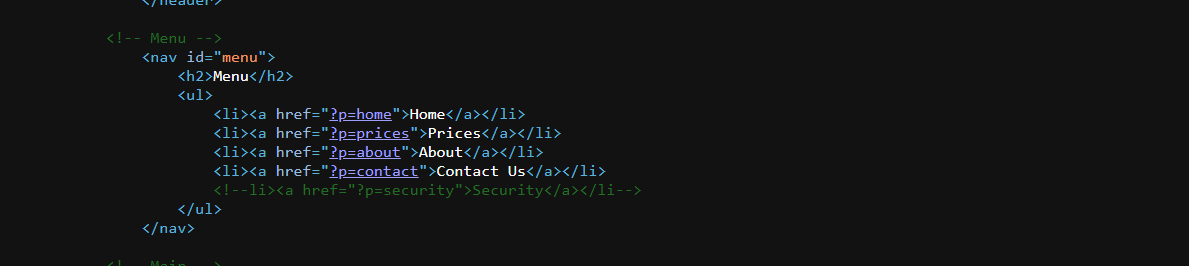 </header>
<!-- Menu -->
<nav id="menu">
<h2>Menu</h2>
<ul>
<li><a href="?p=home">Home</a></li>
<li><a href="?p=prices">Prices</a></li>
<li><a href="?p=about">About</a></li>
<li><a href="?p=contact">Contact Us</a></li>
<!--li><a href="?p=security">Security</a></li-->
</ul>
</nav>
<!-- Main -->